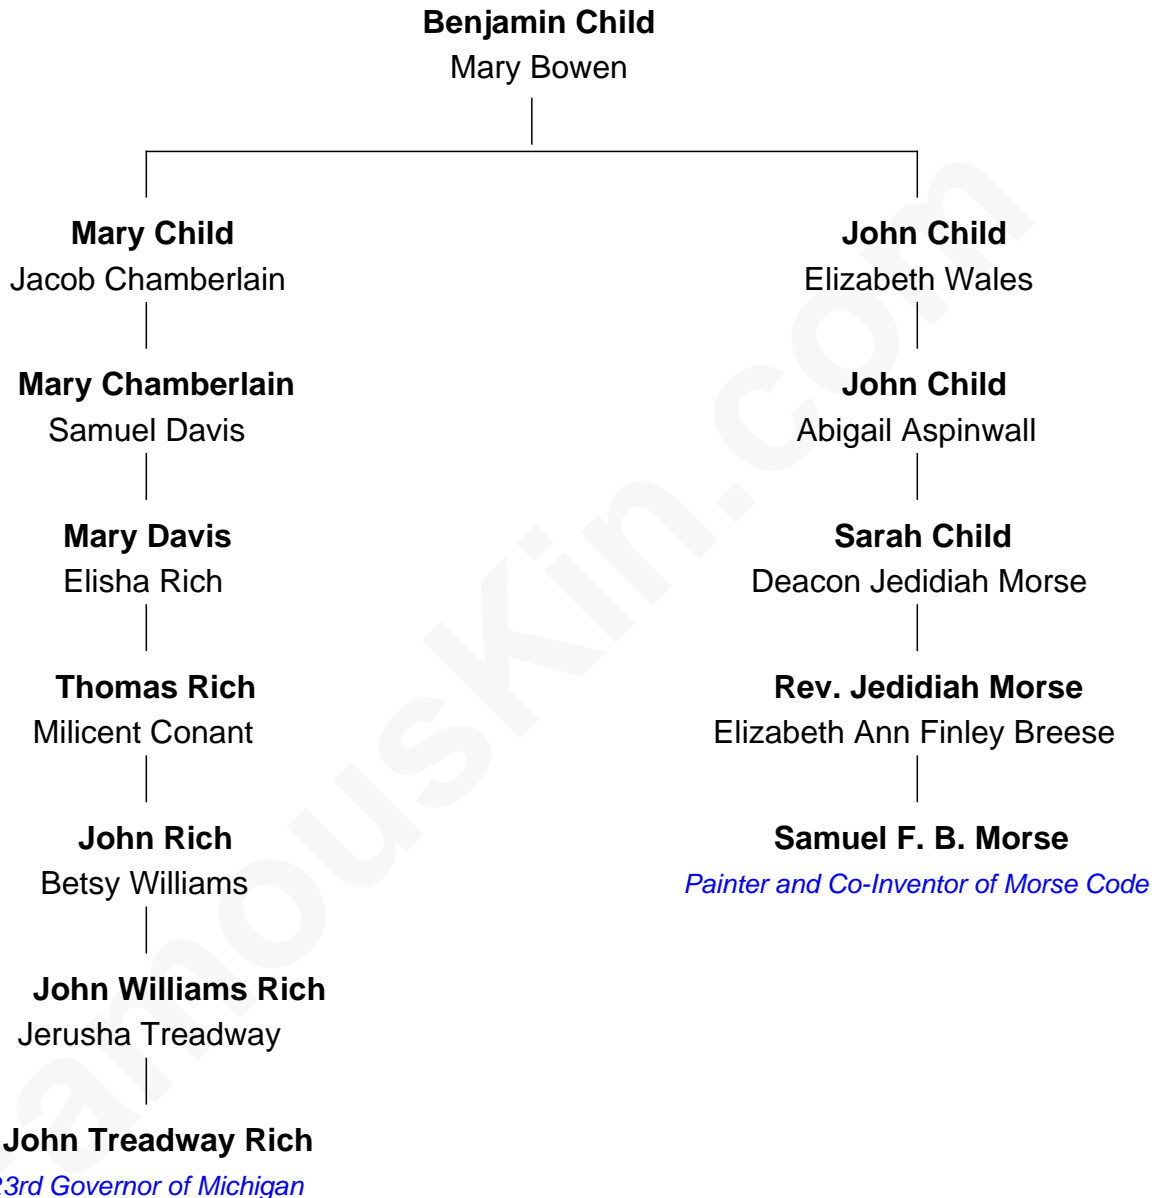 Benjamin Child
Mary Bowen
Mary Child
Jacob Chamberlain
John Child
Elizabeth Wales
Mary Chamberlain
Samuel Davis
John Child
Abigail Aspinwall
Mary Davis
Elisha Rich
Sarah Child
Deacon Jedidiah Morse
Thomas Rich
Milicent Conant
Rev. Jedidiah Morse
Elizabeth Ann Finley Breese
John Rich
Betsy Williams
Samuel F. B. Morse
Painter and Co-Inventor of Morse Code
John Williams Rich
Jerusha Treadway
John Treadway Rich
23rd Governor of Michigan
FamousKin.com